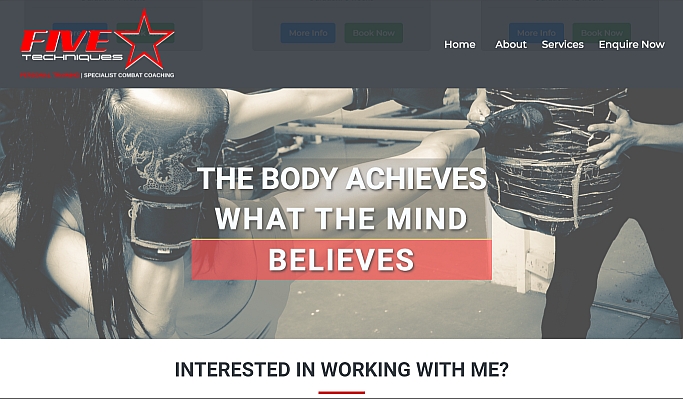 More Info
Book Now
More Info
Book Now
FIVE
TECHNIQUES
| SPECIALIST COMBAT COACHING
Home
About
Services
Enquire Now
THE BODY ACHIEVES
WHAT THE MIND
BELIEVES
INTERESTED IN WORKING WITH ME?